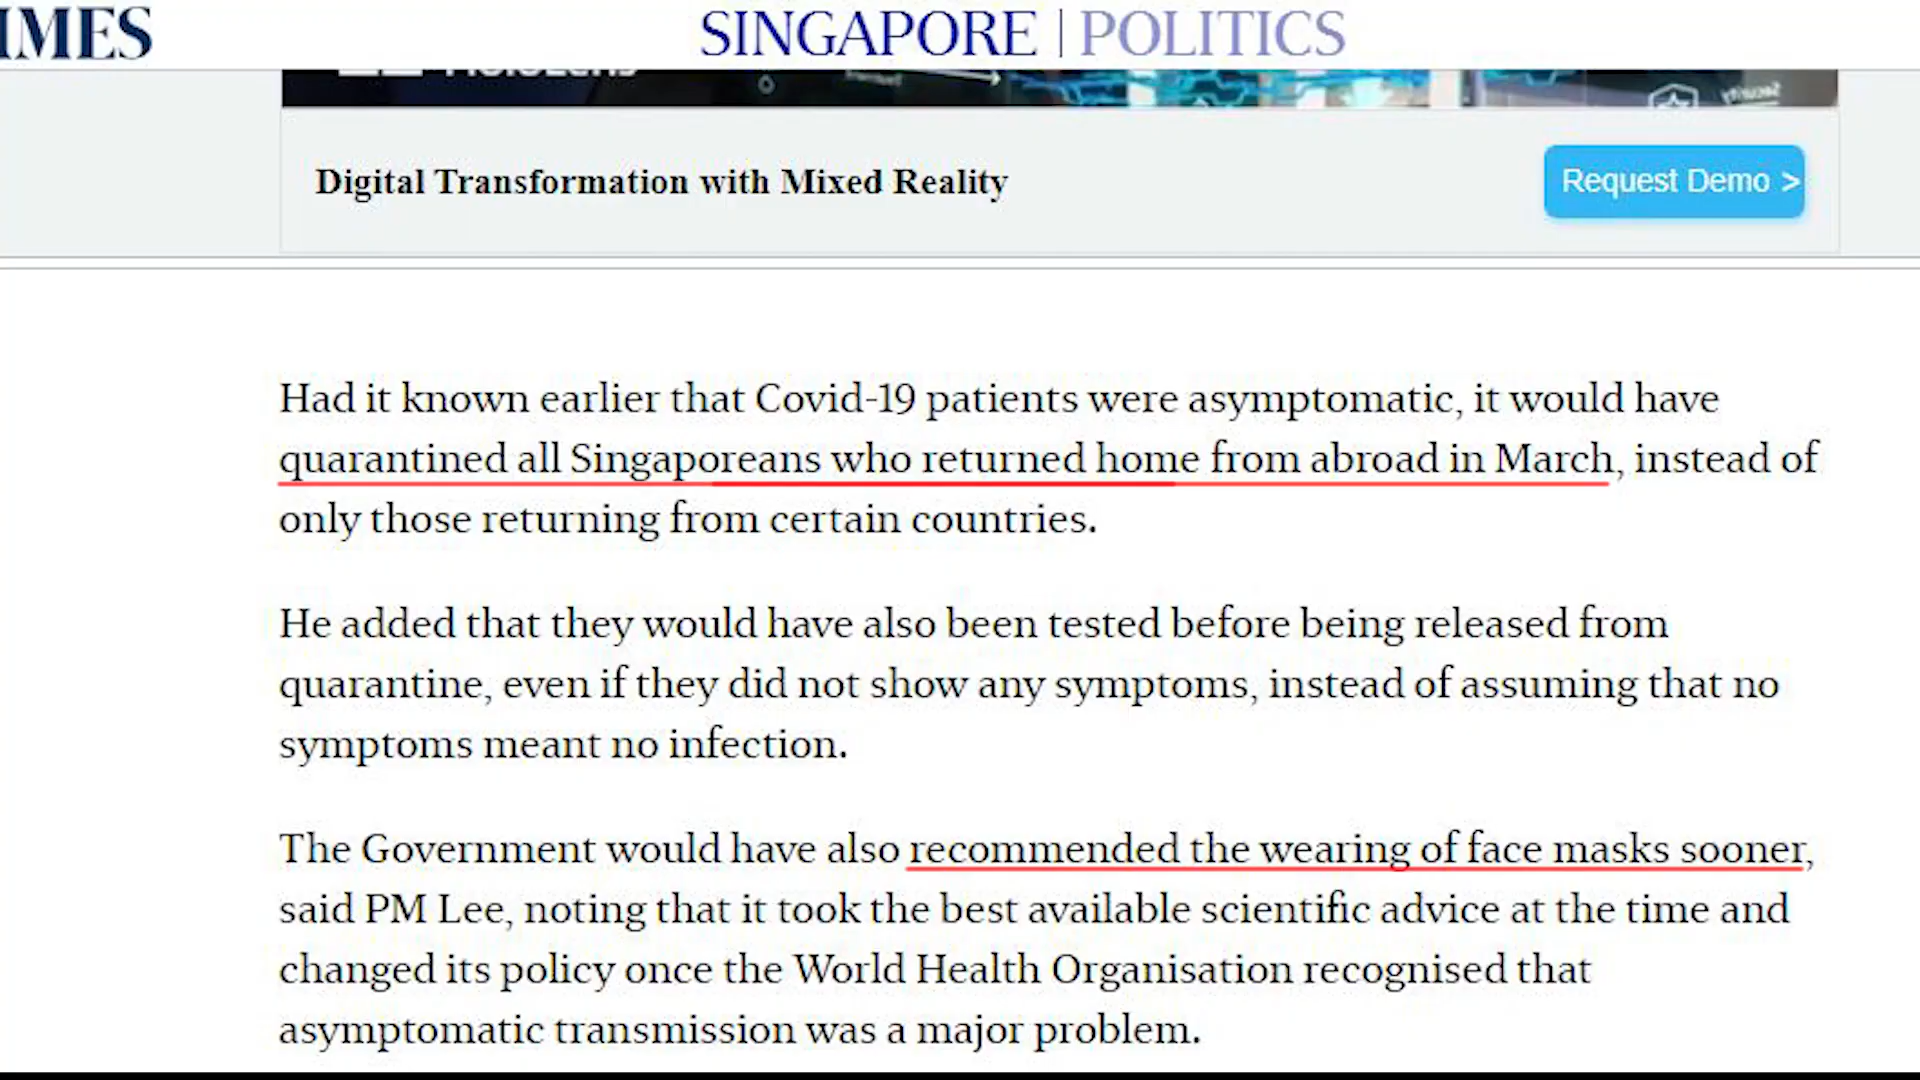 IMES
SINGAPORE | POLITICS
Security
Digital Transformation with Mixed Reality
Request Demo >
Had it known earlier that Covid-19 patients were asymptomatic, it would have
quarantined all Singaporeans who returned home from abroad in March, instead of
only those returning from certain countries.
He added that they would have also been tested before being released from
quarantine, even if they did not show any symptoms, instead of assuming that no
symptoms meant no infection.
The Government would have also recommended the wearing of face masks sooner,
said PM Lee, noting that it took the best available scientific advice at the time and
changed its policy once the World Health Organisation recognised that
asymptomatic transmission was a major problem.